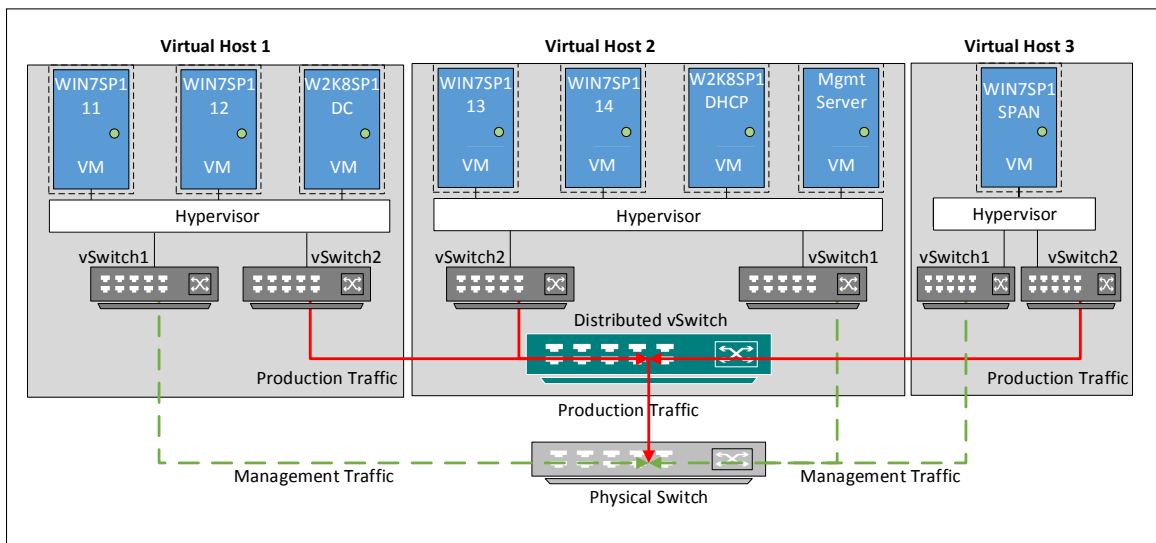 Virtual Host 1
Virtual Host 2
Virtual Host 3
WIN7SP1
11
VM
WIN7SP1
12
VM
W2K8SP1
DC
VM
WIN7SP1
13
VM
WIN7SP1
14
VM
W2K8SP1
DHCP
VM
Mgmt
Server
VM
WIN7SP1
SPAN
VM
Hypervisor
Hypervisor
Hypervisor
vSwitch1
vSwitch2
vSwitch2
vSwitch1
vSwitch1
vSwitch2
Distributed vSwitch
Production Traffic
Production Traffic
Production Traffic
Management Traffic
Management Traffic
Physical Switch